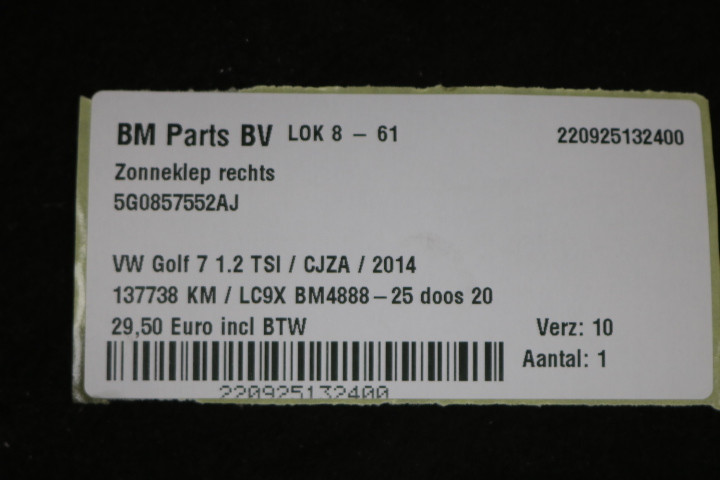 BM Parts BV LOK 8 - 61 220925132400
Zonneklep rechts
5G0857552AJ
VW Golf 7 1.2 TSI / CJZA / 2014
137738 KM / LC9X BM4888-25 doos 20
29,50 Euro incl BTW Verz: 10
Aantal: 1
220925132400